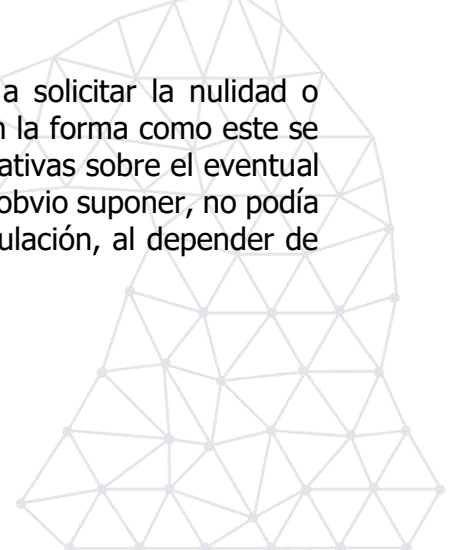 a solicitar la nulidad o
la forma como este se
ativas sobre el eventual
obvio suponer, no podía
ulación, al depender de